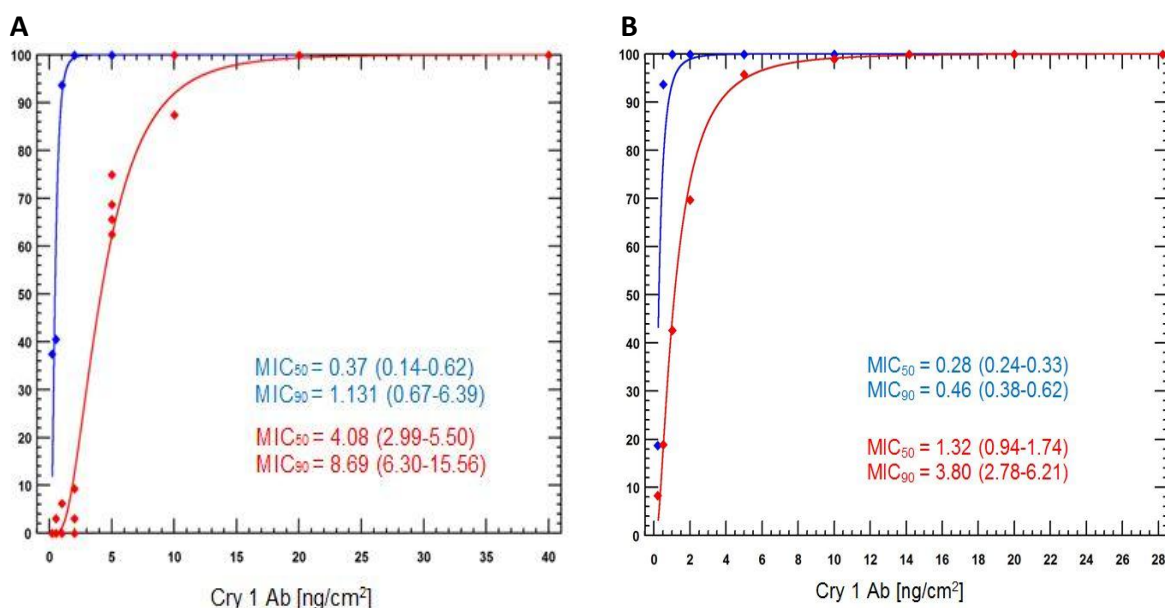 A
100
90
80
70
60
50
40
30
20
10
0
0 5 10 15 20 25 30 35 40
MIC₅₀ = 0.37 (0.14-0.62)
MIC₉₀ = 1.131 (0.67-6.39)
MIC₅₀ = 4.08 (2.99-5.50)
MIC₉₀ = 8.69 (6.30-15.56)
Cry 1 Ab [ng/cm²]
B
100
90
80
70
60
50
40
30
20
10
0
0 2 4 6 8 10 12 14 16 18 20 22 24 26 28
MIC₅₀ = 0.28 (0.24-0.33)
MIC₉₀ = 0.46 (0.38-0.62)
MIC₅₀ = 1.32 (0.94-1.74)
MIC₉₀ = 3.80 (2.78-6.21)
Cry 1 Ab [ng/cm²]